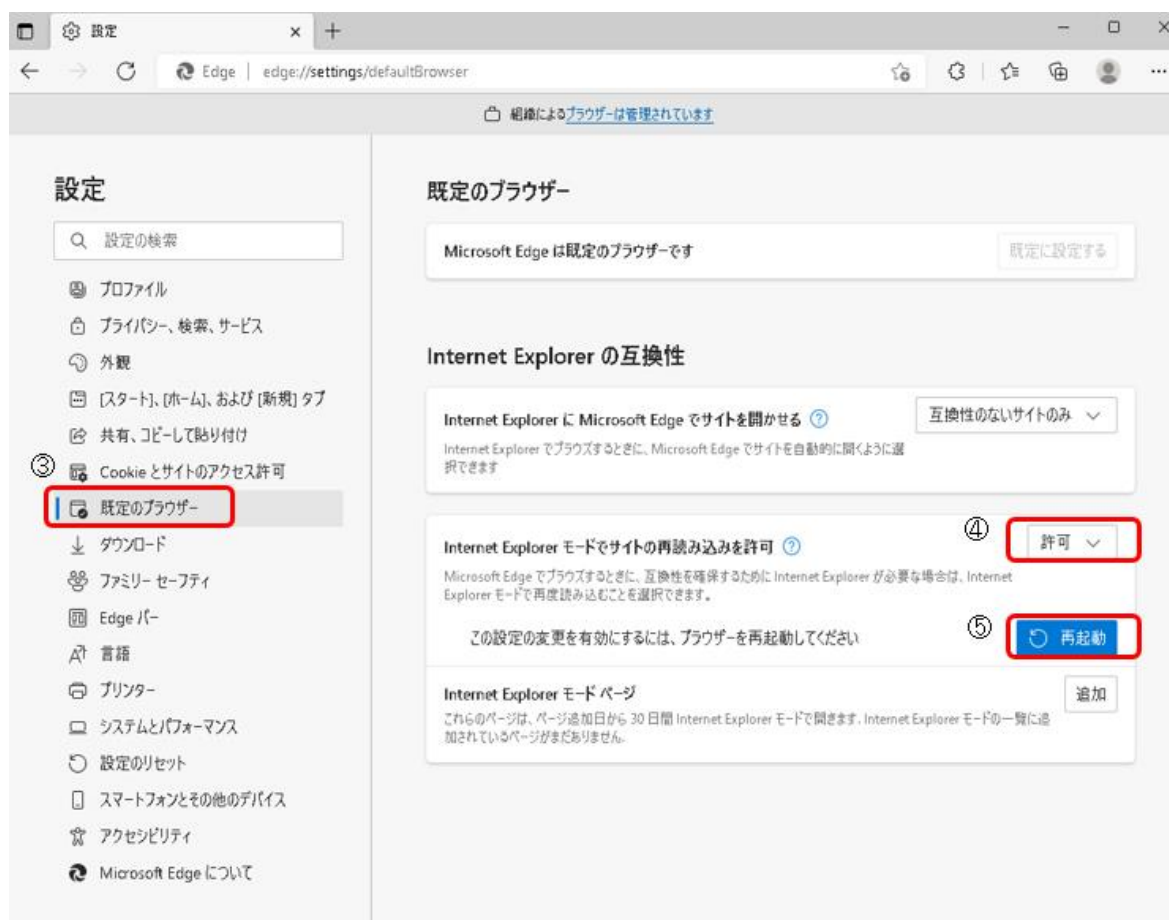 設定
Edge | edge://settings/defaultBrowser
組織によるブラウザーは管理されています
設定
設定の検索
プロファイル
プライバシー、検索、サービス
外観
[スタート]、[ホーム]、および [新規] タブ
共有、コピーして貼り付け
③
Cookie とサイトのアクセス許可
既定のブラウザー
ダウンロード
ファミリー セーフティ
Edge バー
言語
プリンター
システムとパフォーマンス
設定のリセット
スマートフォンとその他のデバイス
アクセシビリティ
Microsoft Edge について
既定のブラウザー
Microsoft Edge は既定のブラウザーです
既定に設定する
Internet Explorer の互換性
Internet Explorer に Microsoft Edge でサイトを開かせる
互換性のないサイトのみ
Internet Explorer でブラウズするときに、Microsoft Edge でサイトを自動的に開くように選
択できます
④
Internet Explorer モードでサイトの再読み込みを許可
許可
Microsoft Edge でブラウズするときに、互換性を確保するために Internet Explorer が必要な場合は、Internet
Explorer モードで再度読み込むことを選択できます。
⑤
この設定の変更を有効にするには、ブラウザーを再起動してください
再起動
Internet Explorer モード ページ
追加
これらのページは、ページ追加日から 30 日間 Internet Explorer モードで開きます. Internet Explorer モードの一覧に追
加されているページがまだありません.